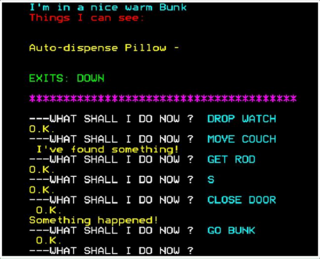 I'm in a nice warm Bunk
Things I can see:
Auto-dispense Pillow -
EXITS: DOWN
****************************************
---WHAT SHALL I DO NOW ? DROP WATCH
O.K.
---WHAT SHALL I DO NOW ? MOVE COUCH
I've found something!
---WHAT SHALL I DO NOW ? GET ROD
O.K.
---WHAT SHALL I DO NOW ? S
O.K.
---WHAT SHALL I DO NOW ? CLOSE DOOR
O.K.
Something happened!
---WHAT SHALL I DO NOW ? GO BUNK
O.K.
---WHAT SHALL I DO NOW ?